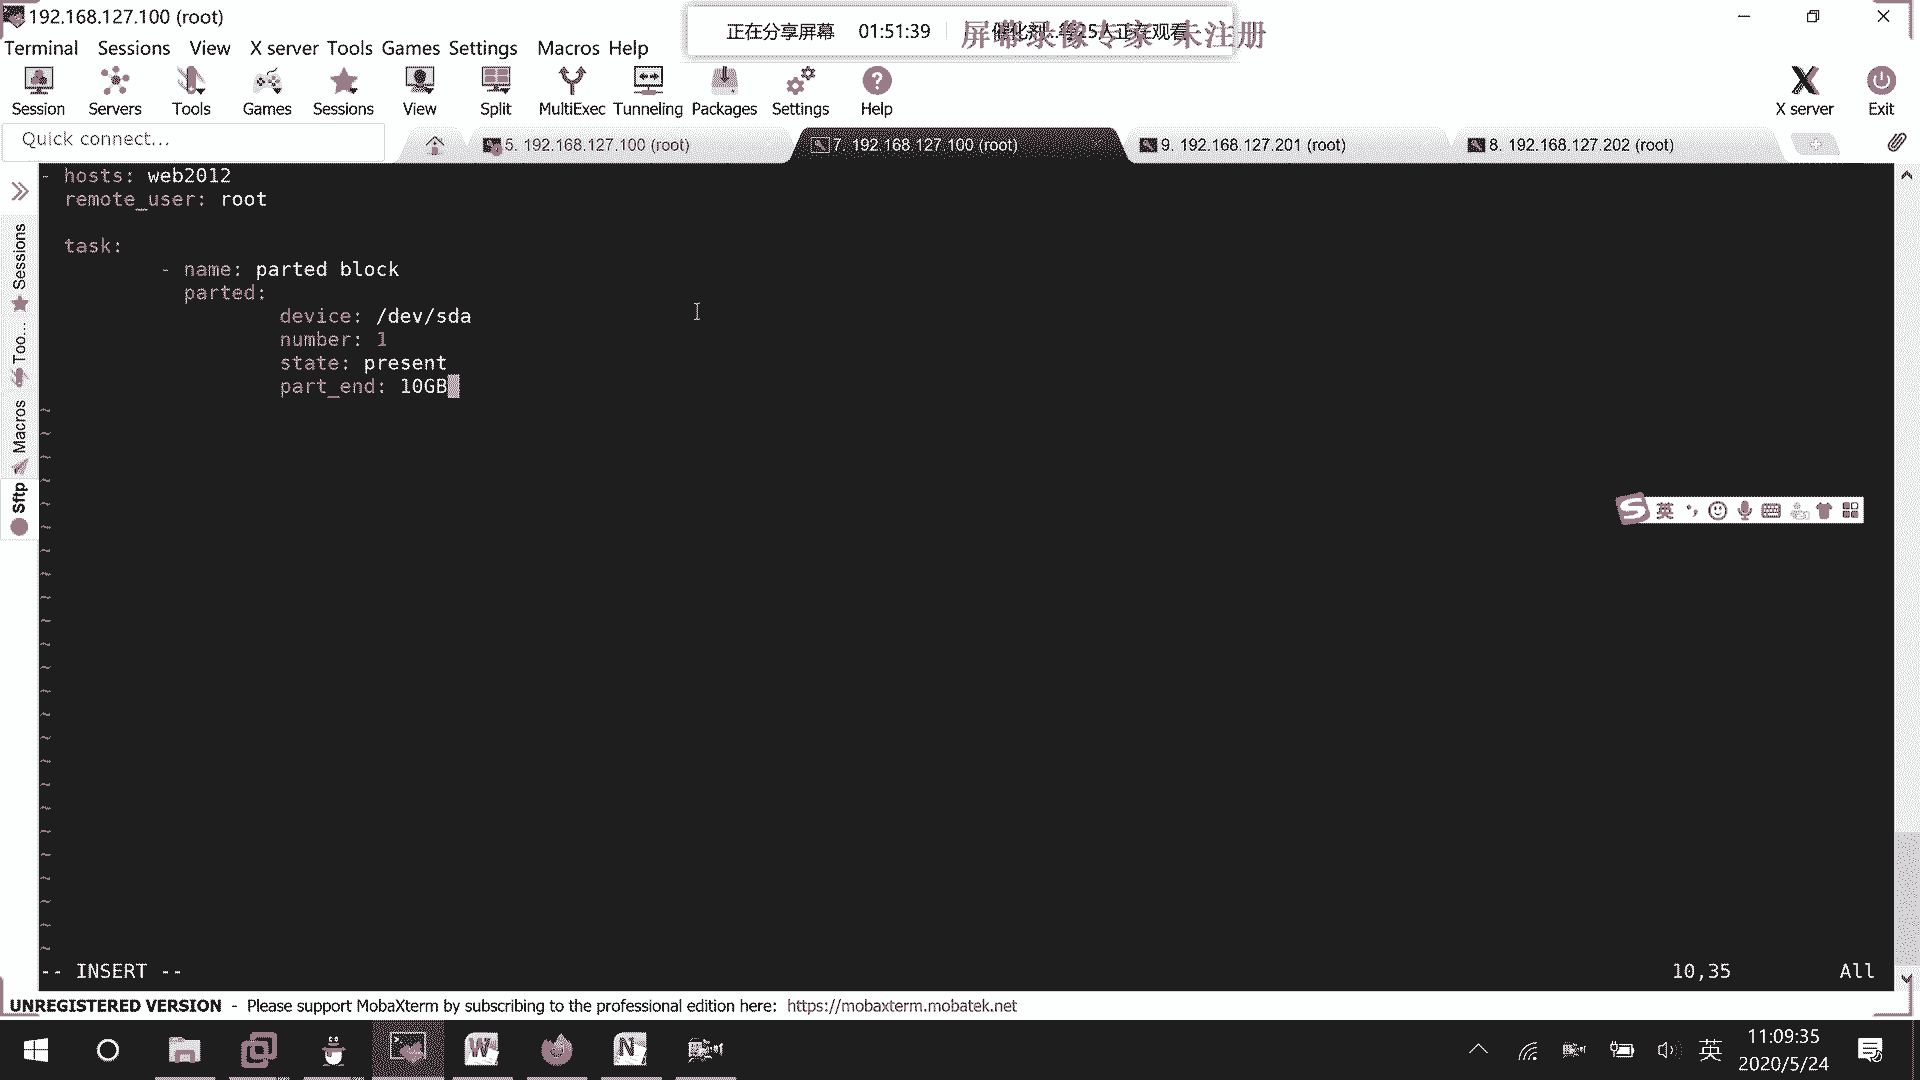 192.168.127.100 (root)
正在分享屏幕 01:51:39
屏幕录像专家 未注册
Terminal Sessions View X server Tools Games Settings Macros Help
Session Servers Tools Games Sessions View Split MultiExec Tunneling Packages Settings Help X server Exit
Quick connect...
5. 192.168.127.100 (root)
7. 192.168.127.100 (root)
9. 192.168.127.201 (root)
8. 192.168.127.202 (root)
Sessions
Too...
Macros
Sftp
- hosts: web2012
remote_user: root
task:
- name: parted block
parted:
device: /dev/sda
number: 1
state: present
part_end: 10GB
英
-- INSERT -- 10,35 All
UNREGISTERED VERSION - Please support MobaXterm by subscribing to the professional edition here: https://mobaxterm.mobatek.net
英
11:09:35
2020/5/24